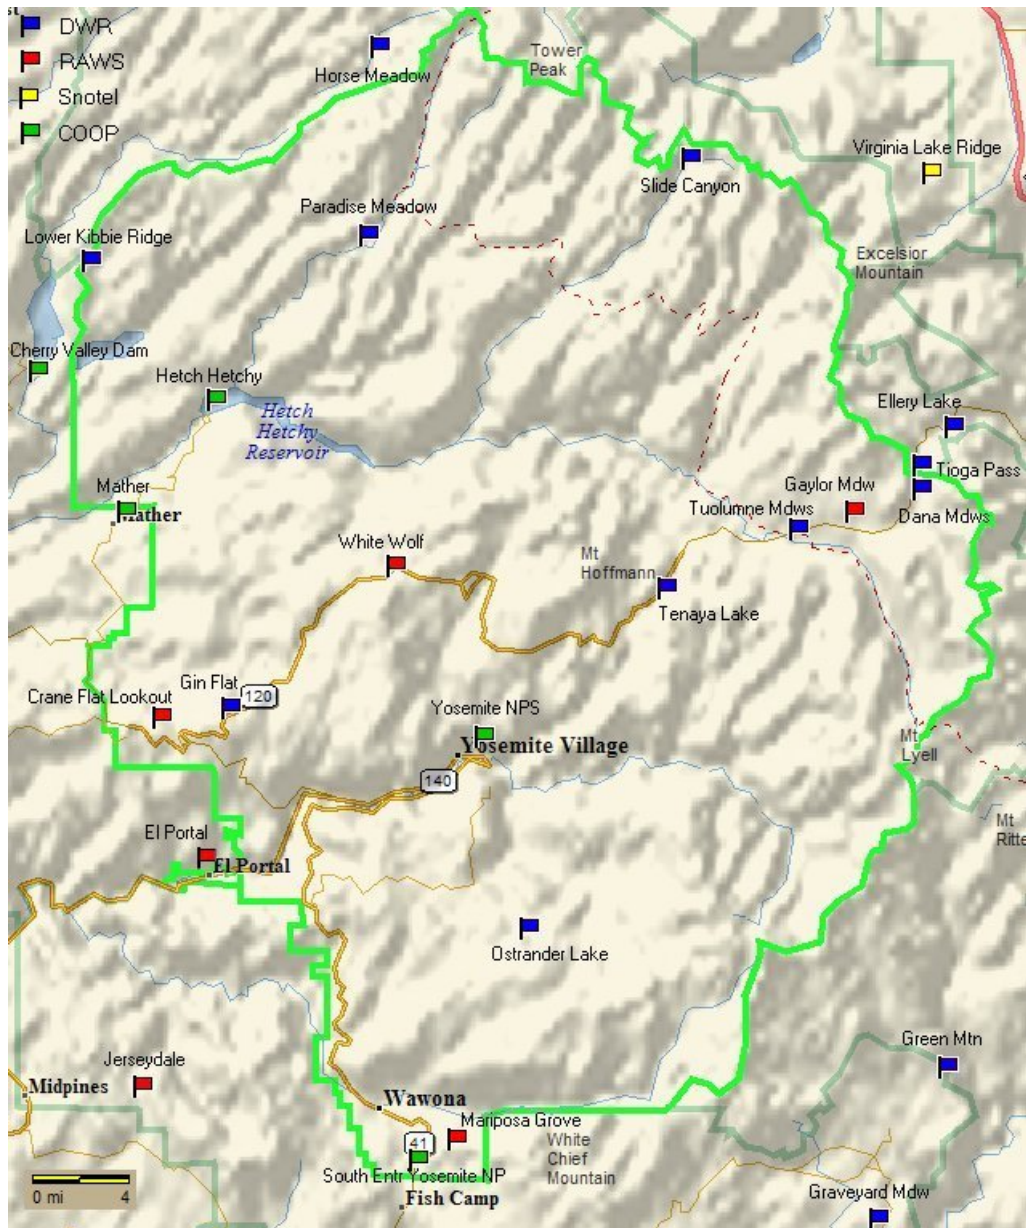 st
DWR
RAWS
Snotel
COOP
Horse Meadow
Tower
Peak
Virginia Lake Ridge
Slide Canyon
Paradise Meadow
Lower Kibbie Ridge
Excelsior
Mountain
Cherry Valley Dam
Hetch Hetchy
Hetch
Hetchy
Reservoir
Ellery Lake
Tioga Pass
Mather
Mather
Gaylor Mdw
Tuolumne Mdws
Dana Mdws
White Wolf
Mt
Hoffmann
Tenaya Lake
Gin Flat
120
Crane Flat Lookout
Yosemite NPS
Yosemite Village
Mt
Lyell
140
Mt
Ritte
El Portal
El Portal
Ostrander Lake
Green Mtn
Jerseydale
Midpines
Wawona
Mariposa Grove
41
White
Chief
Mountain
South Entr Yosemite NP
Fish Camp
0 mi 4
Graveyard Mdw